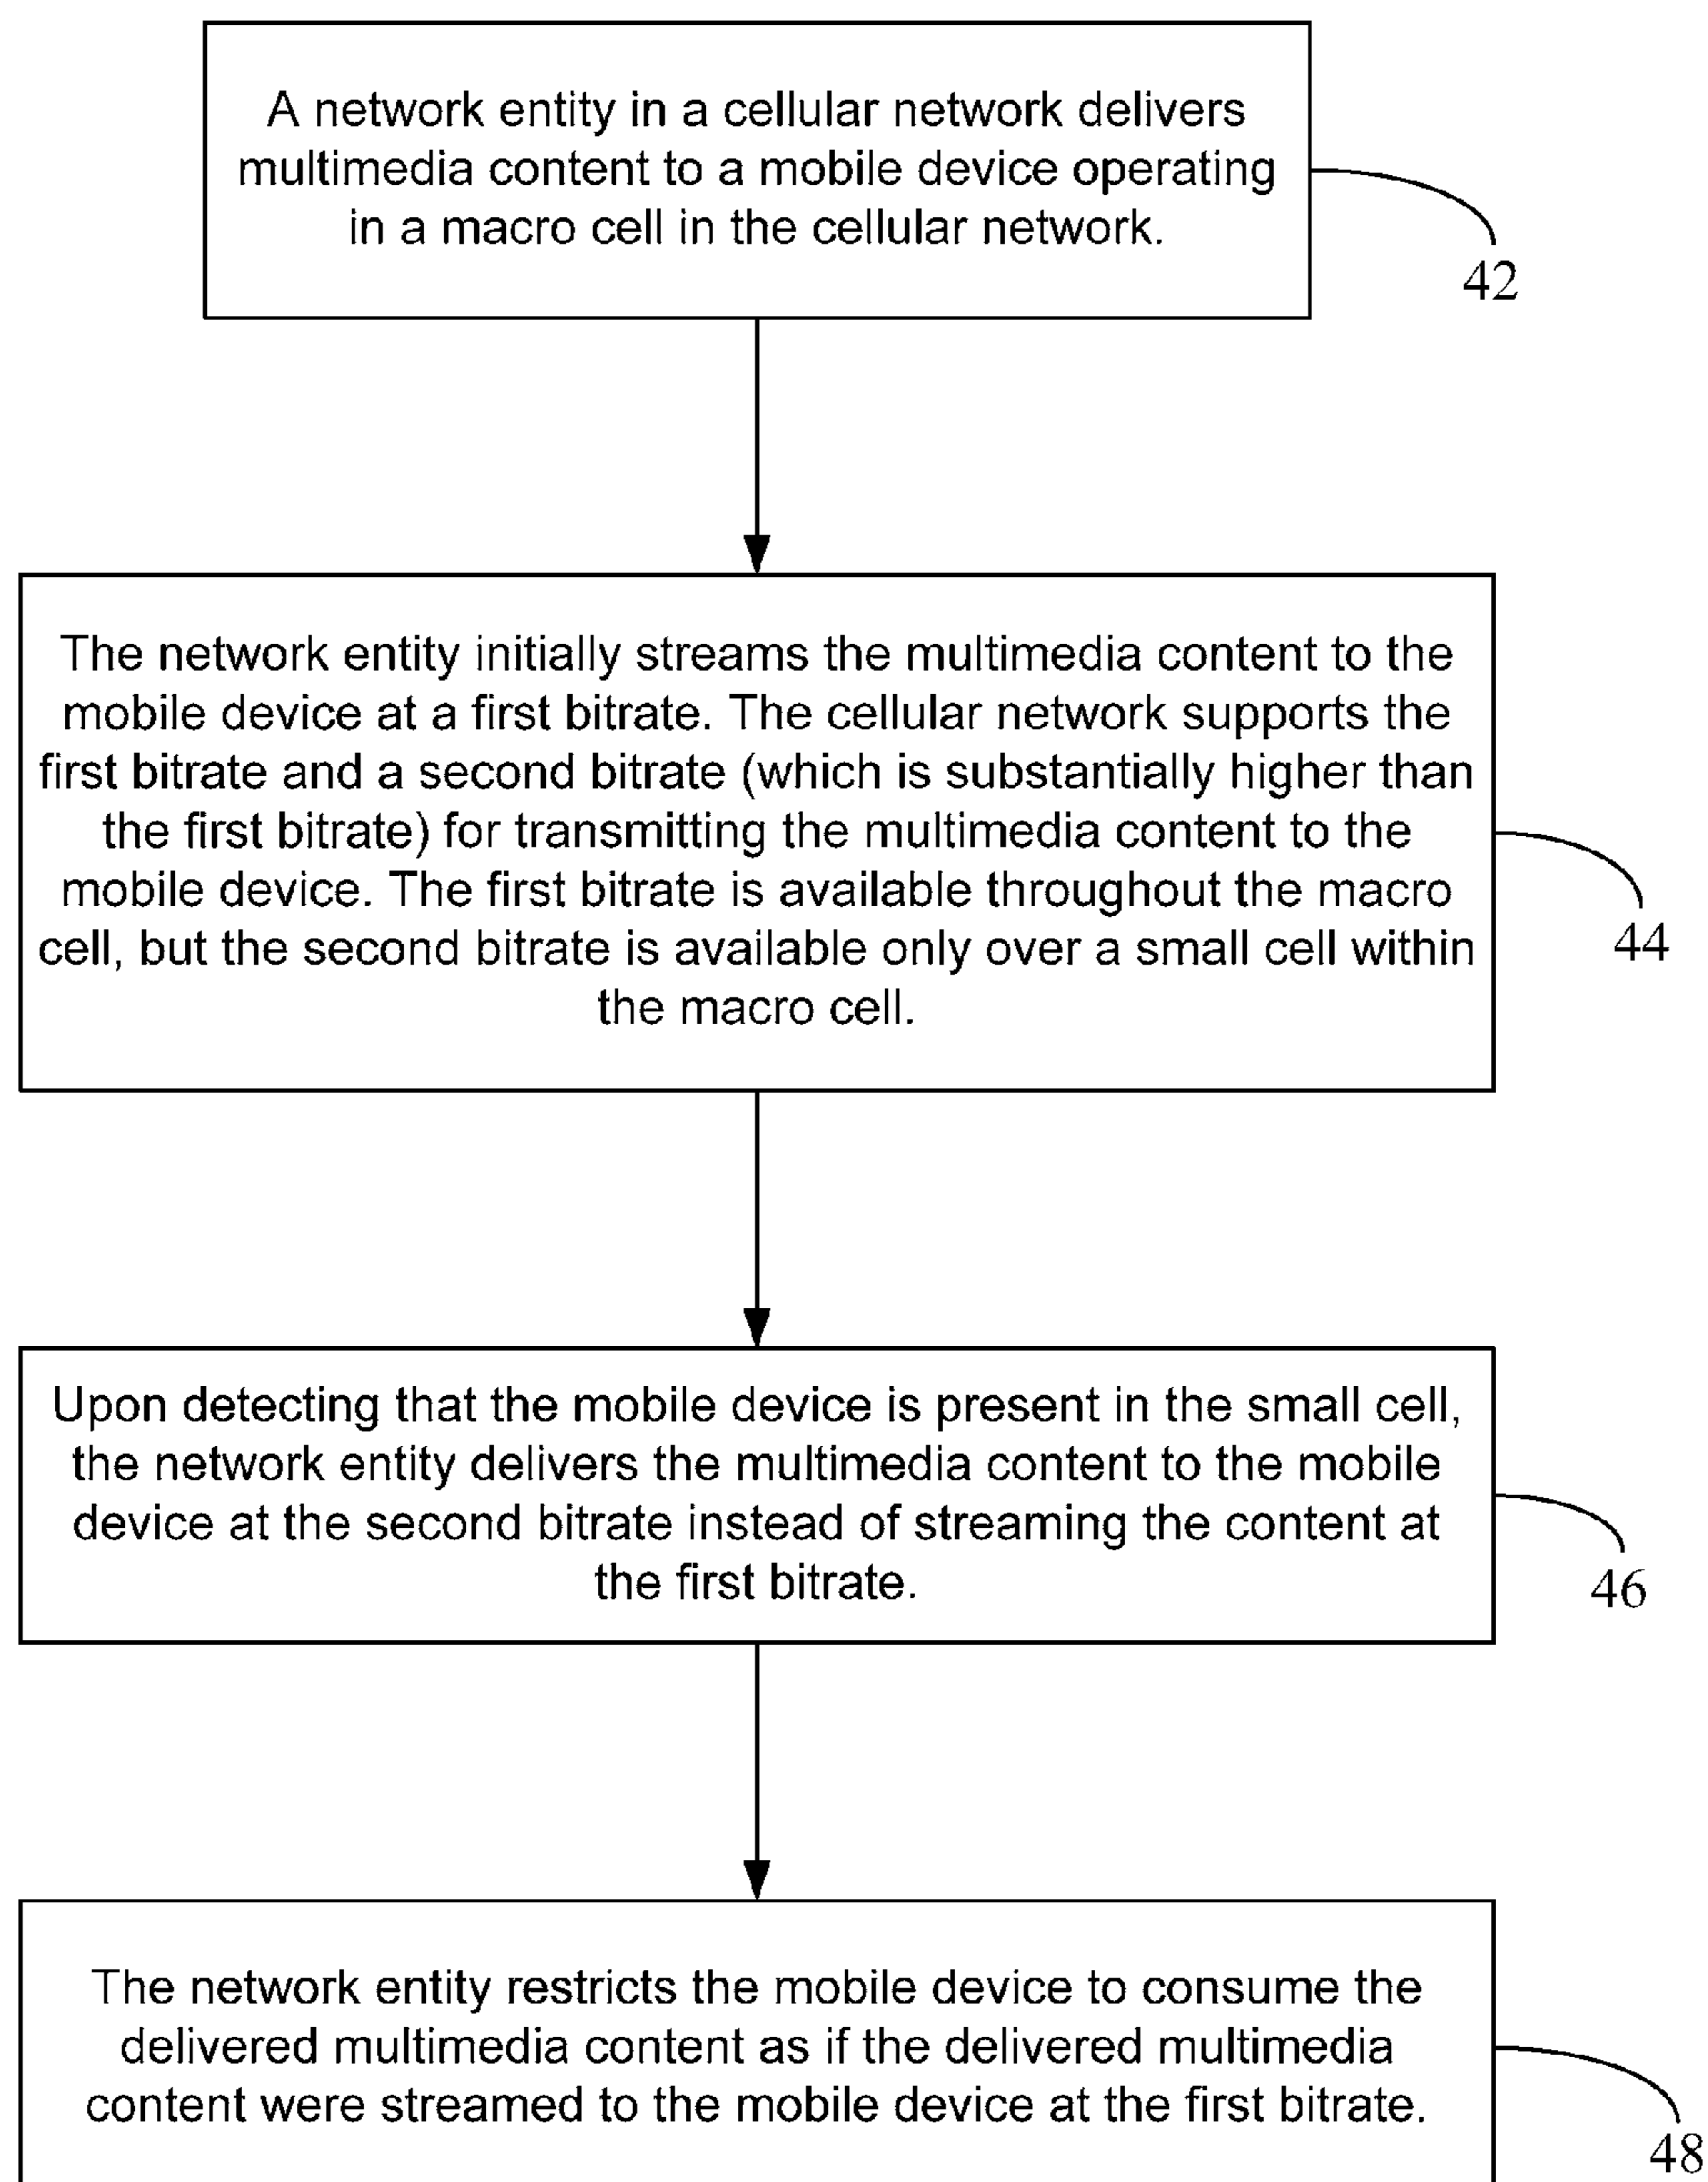 A network entity in a cellular network delivers
multimedia content to a mobile device operating
in a macro cell in the cellular network.
42
The network entity initially streams the multimedia content to the
mobile device at a first bitrate. The cellular network supports the
first bitrate and a second bitrate (which is substantially higher than
the first bitrate) for transmitting the multimedia content to the
mobile device. The first bitrate is available throughout the macro
cell, but the second bitrate is available only over a small cell within
the macro cell.
44
Upon detecting that the mobile device is present in the small cell,
the network entity delivers the multimedia content to the mobile
device at the second bitrate instead of streaming the content at
the first bitrate.
46
The network entity restricts the mobile device to consume the
delivered multimedia content as if the delivered multimedia
content were streamed to the mobile device at the first bitrate.
48